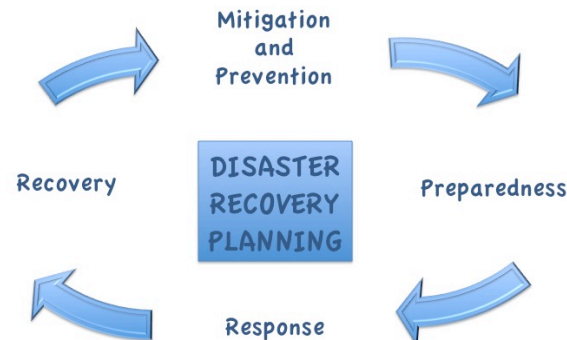 Mitigation
and
Prevention
Recovery
DISASTER
RECOVERY
PLANNING
Preparedness
Response